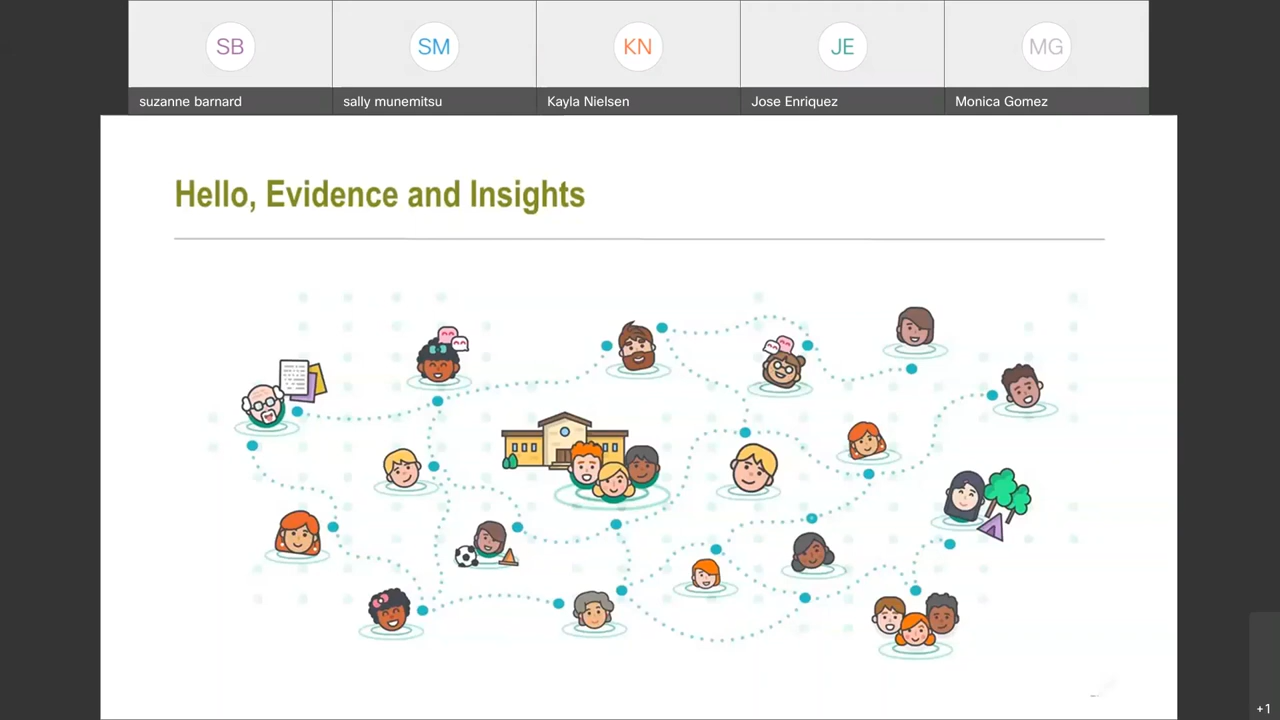 SB
SM
KN
JE
MG
suzanne barnard
sally munemitsu
Kayla Nielsen
Jose Enriquez
Monica Gomez
Hello, Evidence and Insights
+1